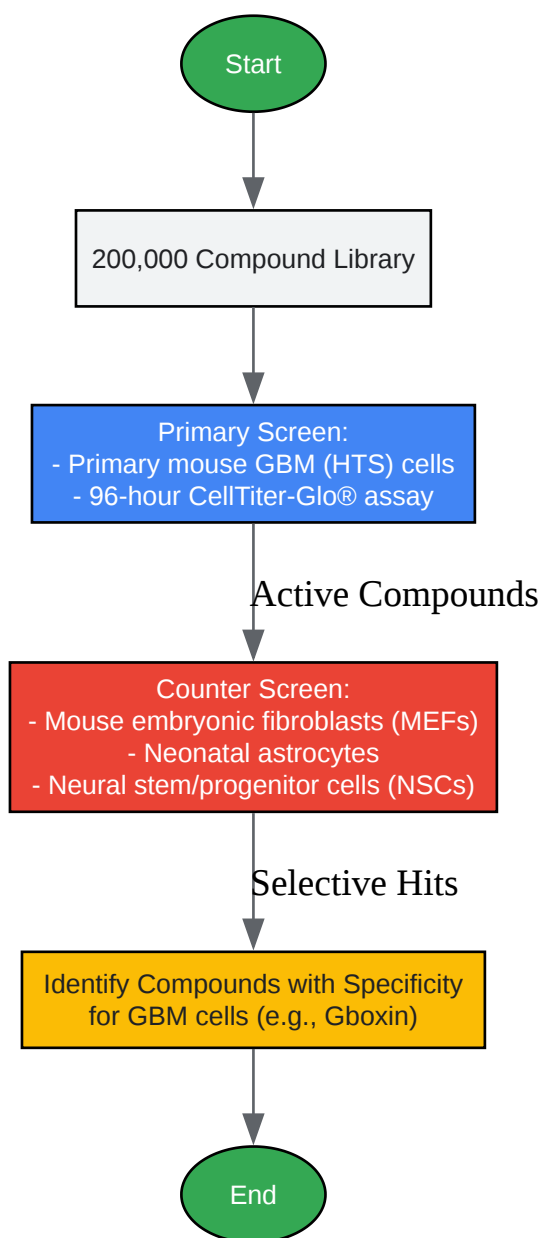 Start
200,000 Compound Library
Primary Screen:
- Primary mouse GBM (HTS) cells
- 96-hour CellTiter-Glo® assay
Active Compounds
Counter Screen:
- Mouse embryonic fibroblasts (MEFs)
- Neonatal astrocytes
- Neural stem/progenitor cells (NSCs)
Selective Hits
Identify Compounds with Specificity
for GBM cells (e.g., Gboxin)
End